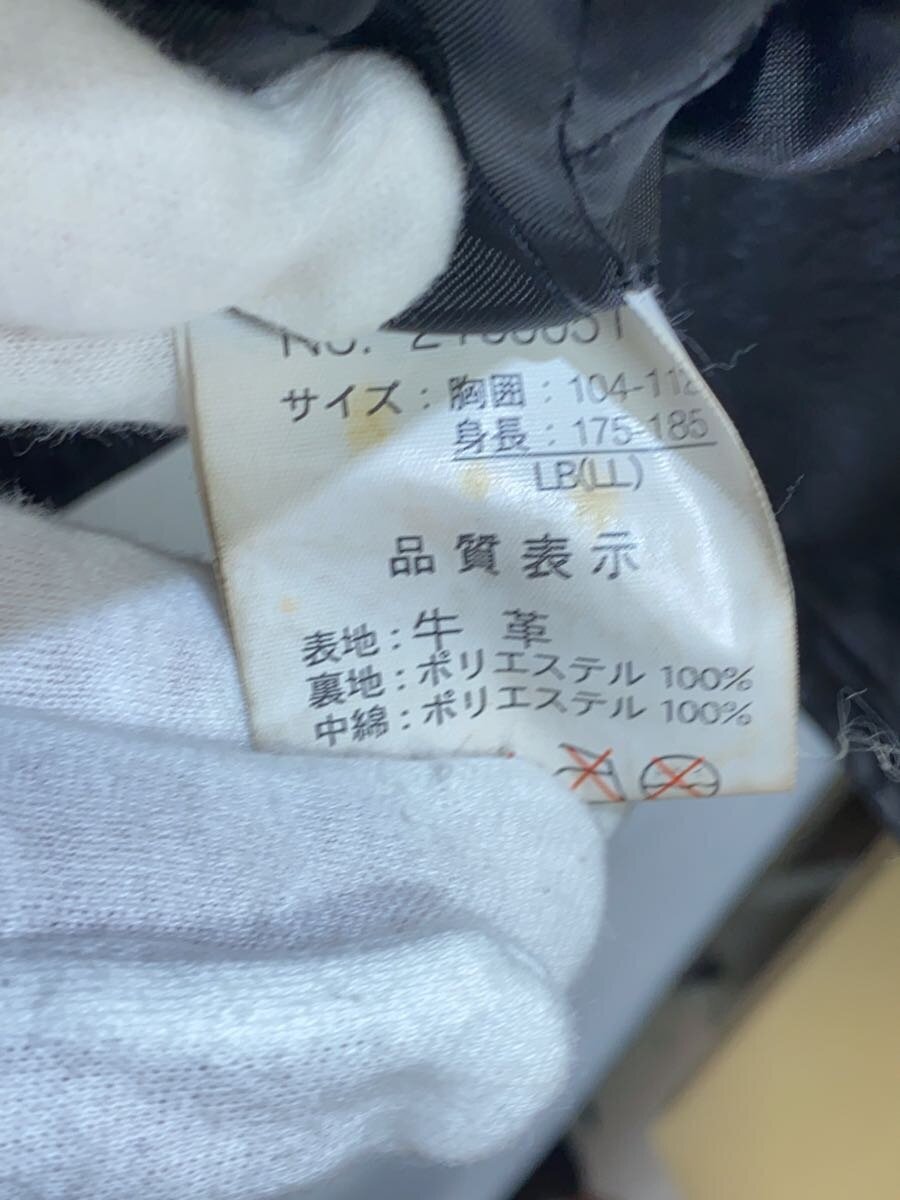 サイズ : 胸囲 : 104-112
身長 : 175-185
LB(LL)
品質表示
表地 : 牛 革
裏地 : ポリエステル 100%
中綿 : ポリエステル 100%